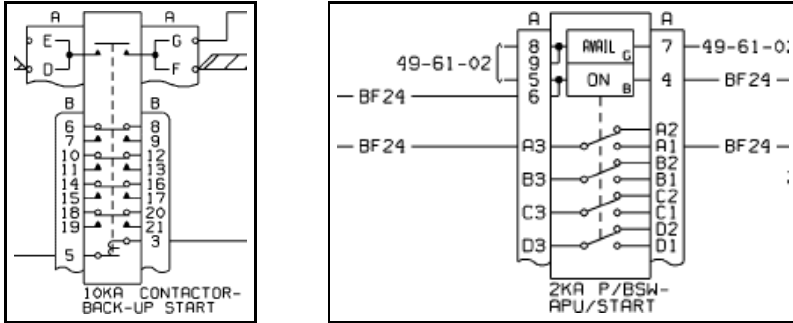 A A
E G
D F
B B
6 8
7 9
10 12
11 13
14 16
15 17
18 20
19 21
3
5
10KA CONTACTOR-
BACK-UP START
A A
8 AVAIL G 7 49-61-02
49-61-02
9
5 ON B 4 BF24
BF24 6
A2
BF24 A3 A1 BF24
B2
B3 B1
C2
C3 C1
D2
D3 D1
2KA P/BSW-
APU/START